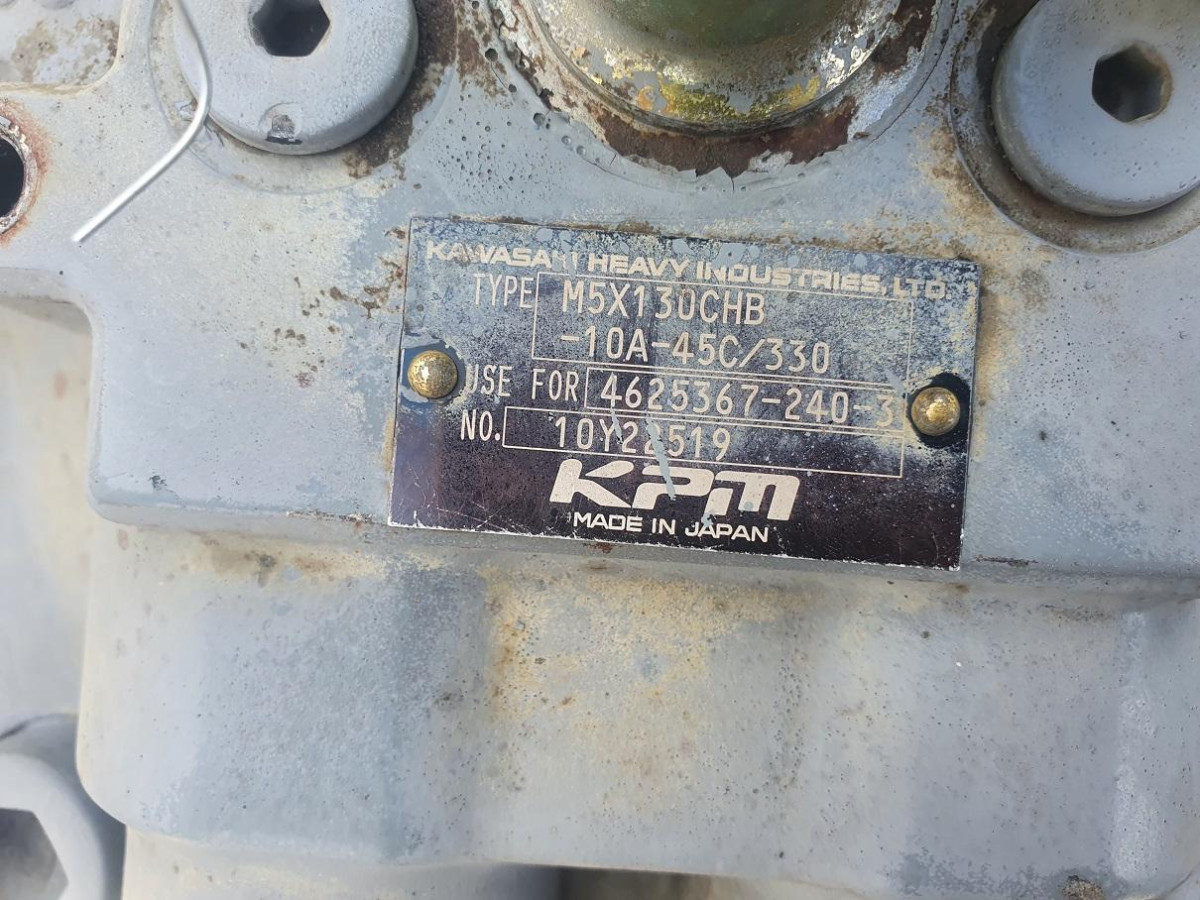 KAWASAKI HEAVY INDUSTRIES, LTD.
TYPE M5X130CHB
-10A-45C/330
USE FOR 4625367-240-3
NO. 10Y22519
KPM
MADE IN JAPAN